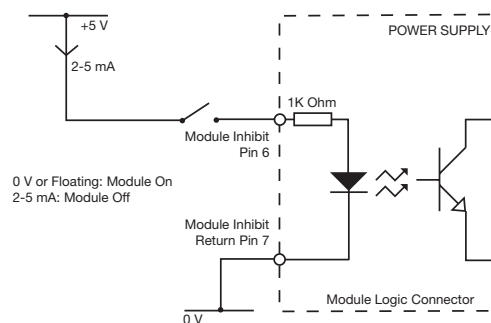 +5 V
POWER SUPPLY
2-5 mA
1K Ohm
Module Inhibit
Pin 6
0 V or Floating: Module On
2-5 mA: Module Off
Module Inhibit
Return Pin 7
Module Logic Connector
0 V